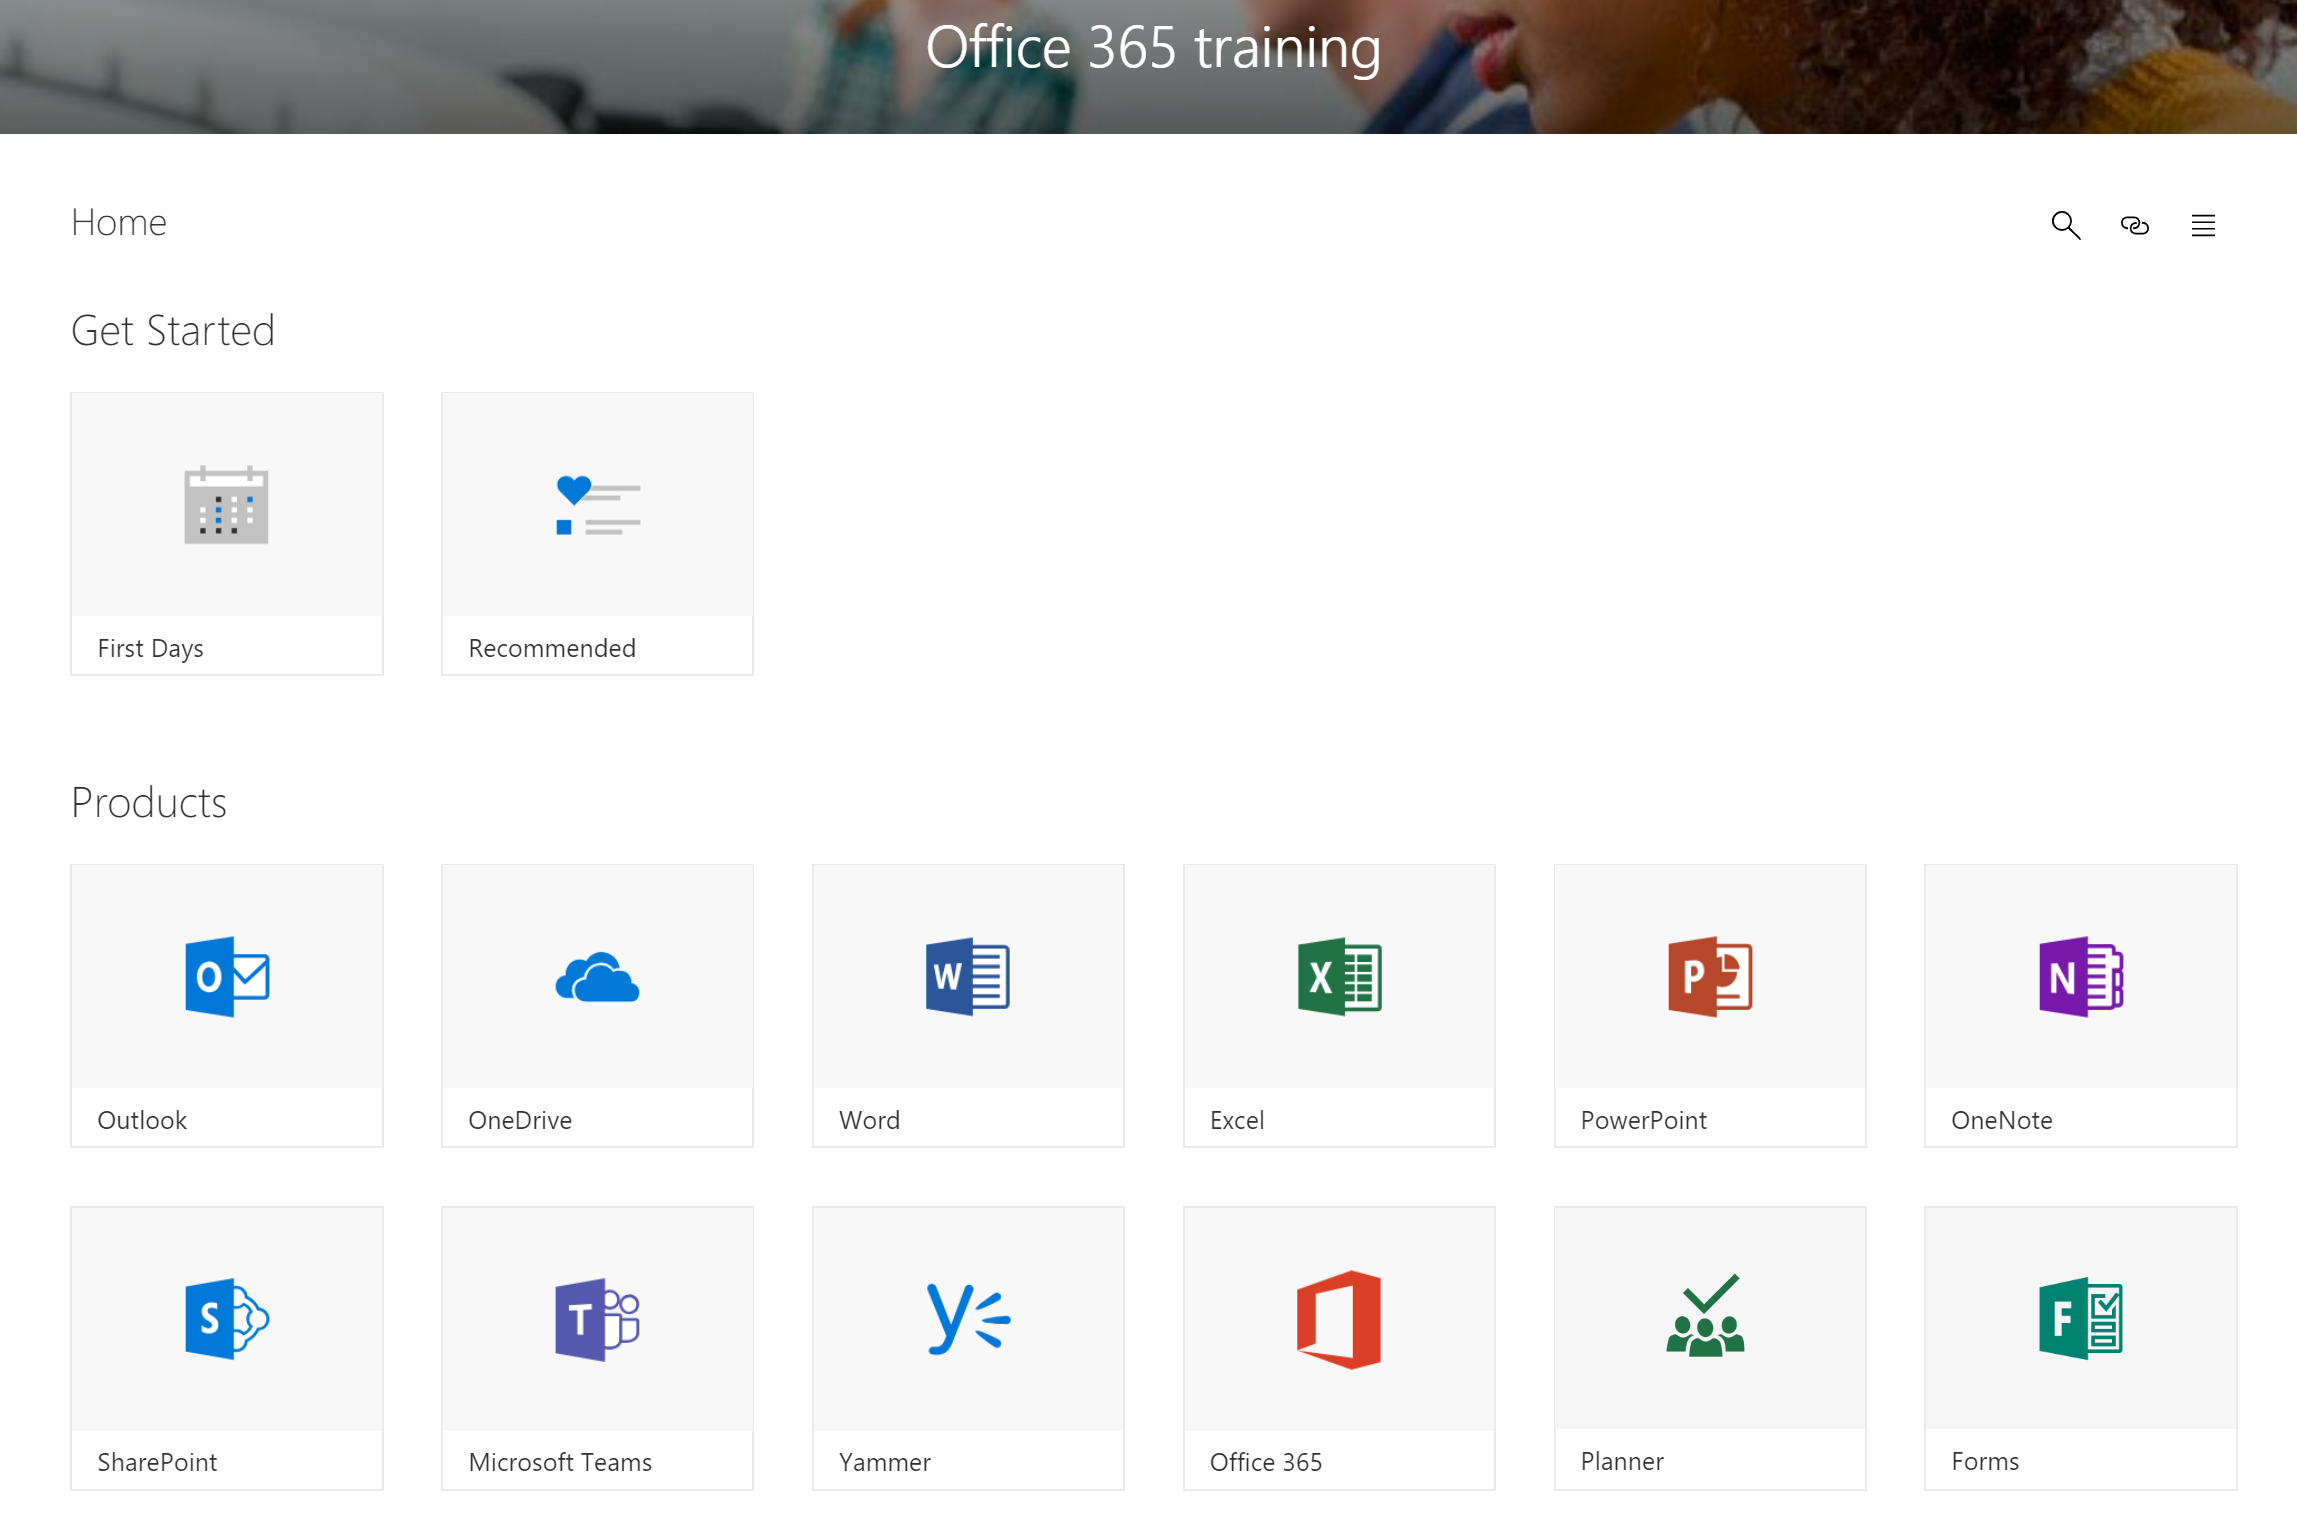 Office 365 training
Home
Get Started
First Days
Recommended
Products
Outlook
OneDrive
Word
Excel
PowerPoint
OneNote
SharePoint
Microsoft Teams
Yammer
Office 365
Planner
Forms